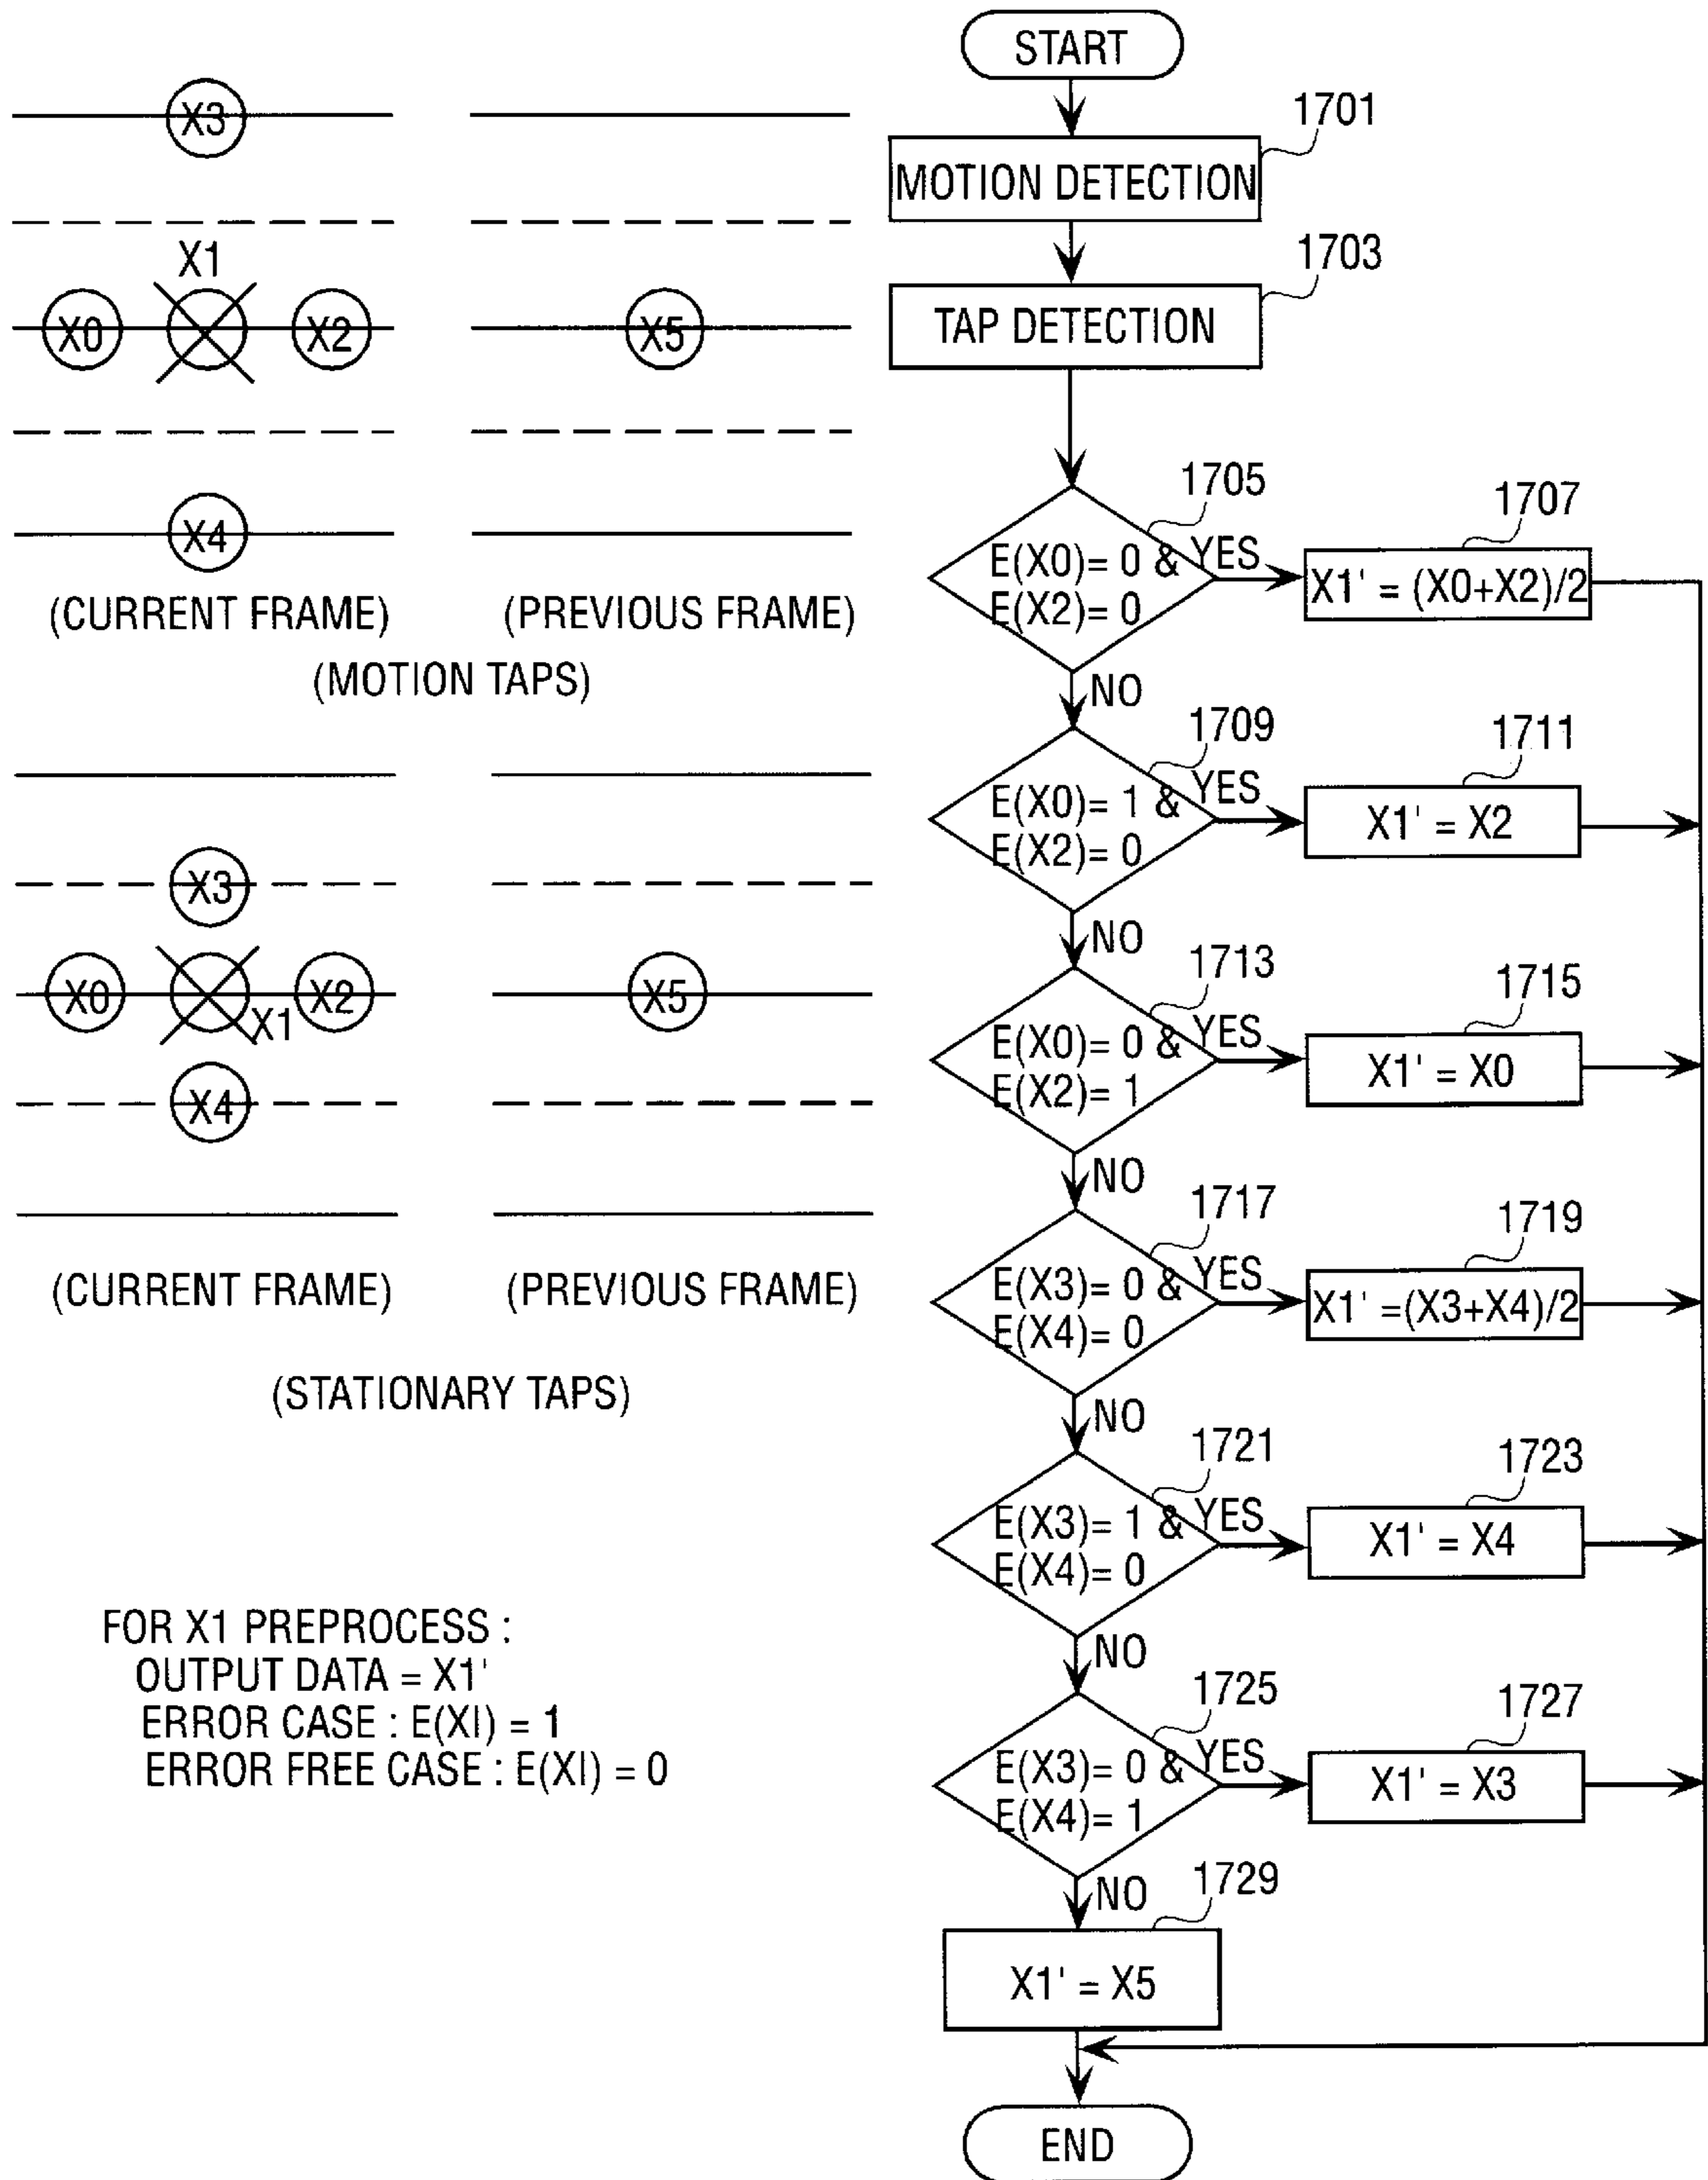 X3
X1
X0
X2
X5
X4
(CURRENT FRAME)
(PREVIOUS FRAME)
(MOTION TAPS)
X3
X0
X1
X2
X5
X4
(CURRENT FRAME)
(PREVIOUS FRAME)
(STATIONARY TAPS)
FOR X1 PREPROCESS :
OUTPUT DATA = X1'
ERROR CASE : E(XI) = 1
ERROR FREE CASE : E(XI) = 0
START
1701
MOTION DETECTION
1703
TAP DETECTION
1705
E(X0)= 0 &
E(X2)= 0
YES
1707
X1' = (X0+X2)/2
NO
1709
E(X0)= 1 &
E(X2)= 0
YES
1711
X1' = X2
NO
1713
E(X0)= 0 &
E(X2)= 1
YES
1715
X1' = X0
NO
1717
E(X3)= 0 &
E(X4)= 0
YES
1719
X1' =(X3+X4)/2
NO
1721
E(X3)= 1 &
E(X4)= 0
YES
1723
X1' = X4
NO
1725
E(X3)= 0 &
E(X4)= 1
YES
1727
X1' = X3
NO
1729
X1' = X5
END